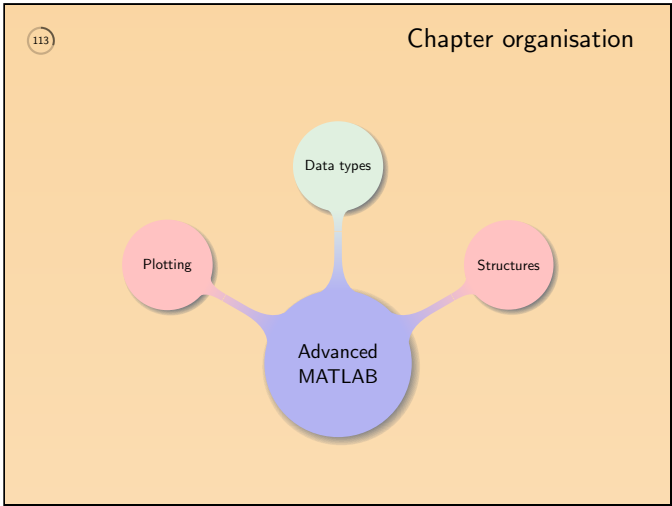 113
Chapter organisation
Data types
Plotting
Structures
Advanced
MATLAB